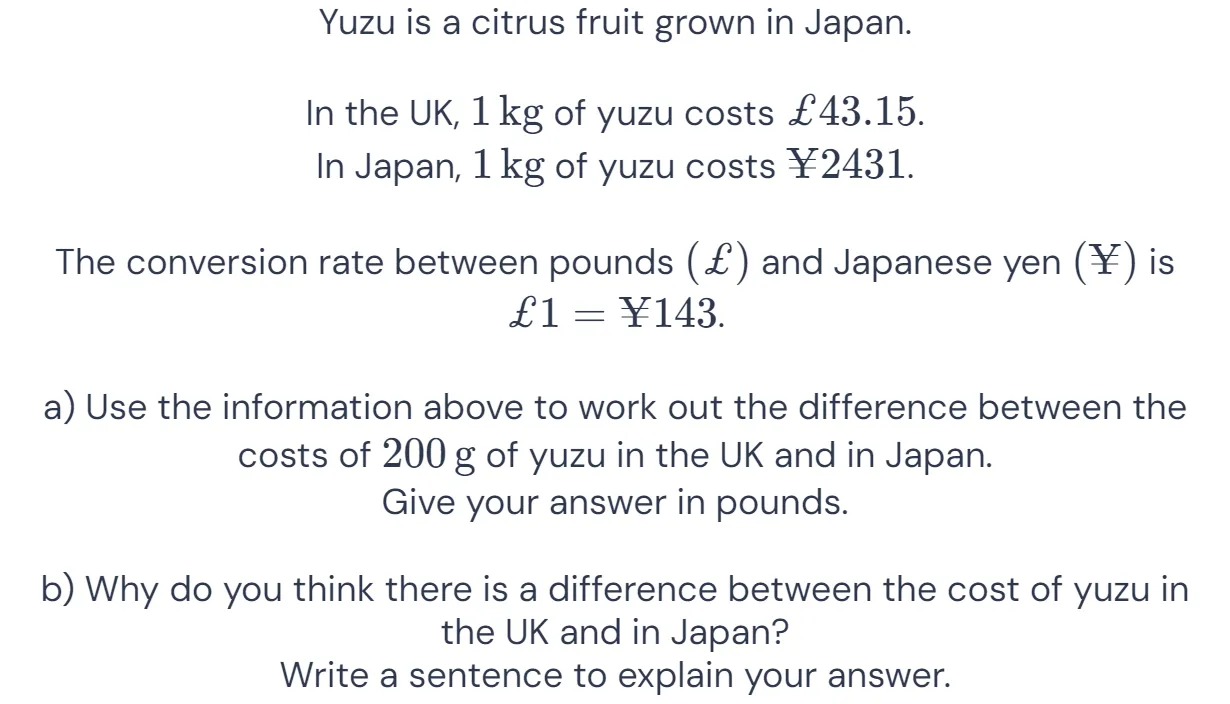 Yuzu is a citrus fruit grown in Japan.
In the UK, 1 kg of yuzu costs £43.15.
In Japan, 1 kg of yuzu costs ¥2431.
The conversion rate between pounds (£) and Japanese yen (¥) is
£1 = ¥143.
a) Use the information above to work out the difference between the
costs of 200 g of yuzu in the UK and in Japan.
Give your answer in pounds.
b) Why do you think there is a difference between the cost of yuzu in
the UK and in Japan?
Write a sentence to explain your answer.